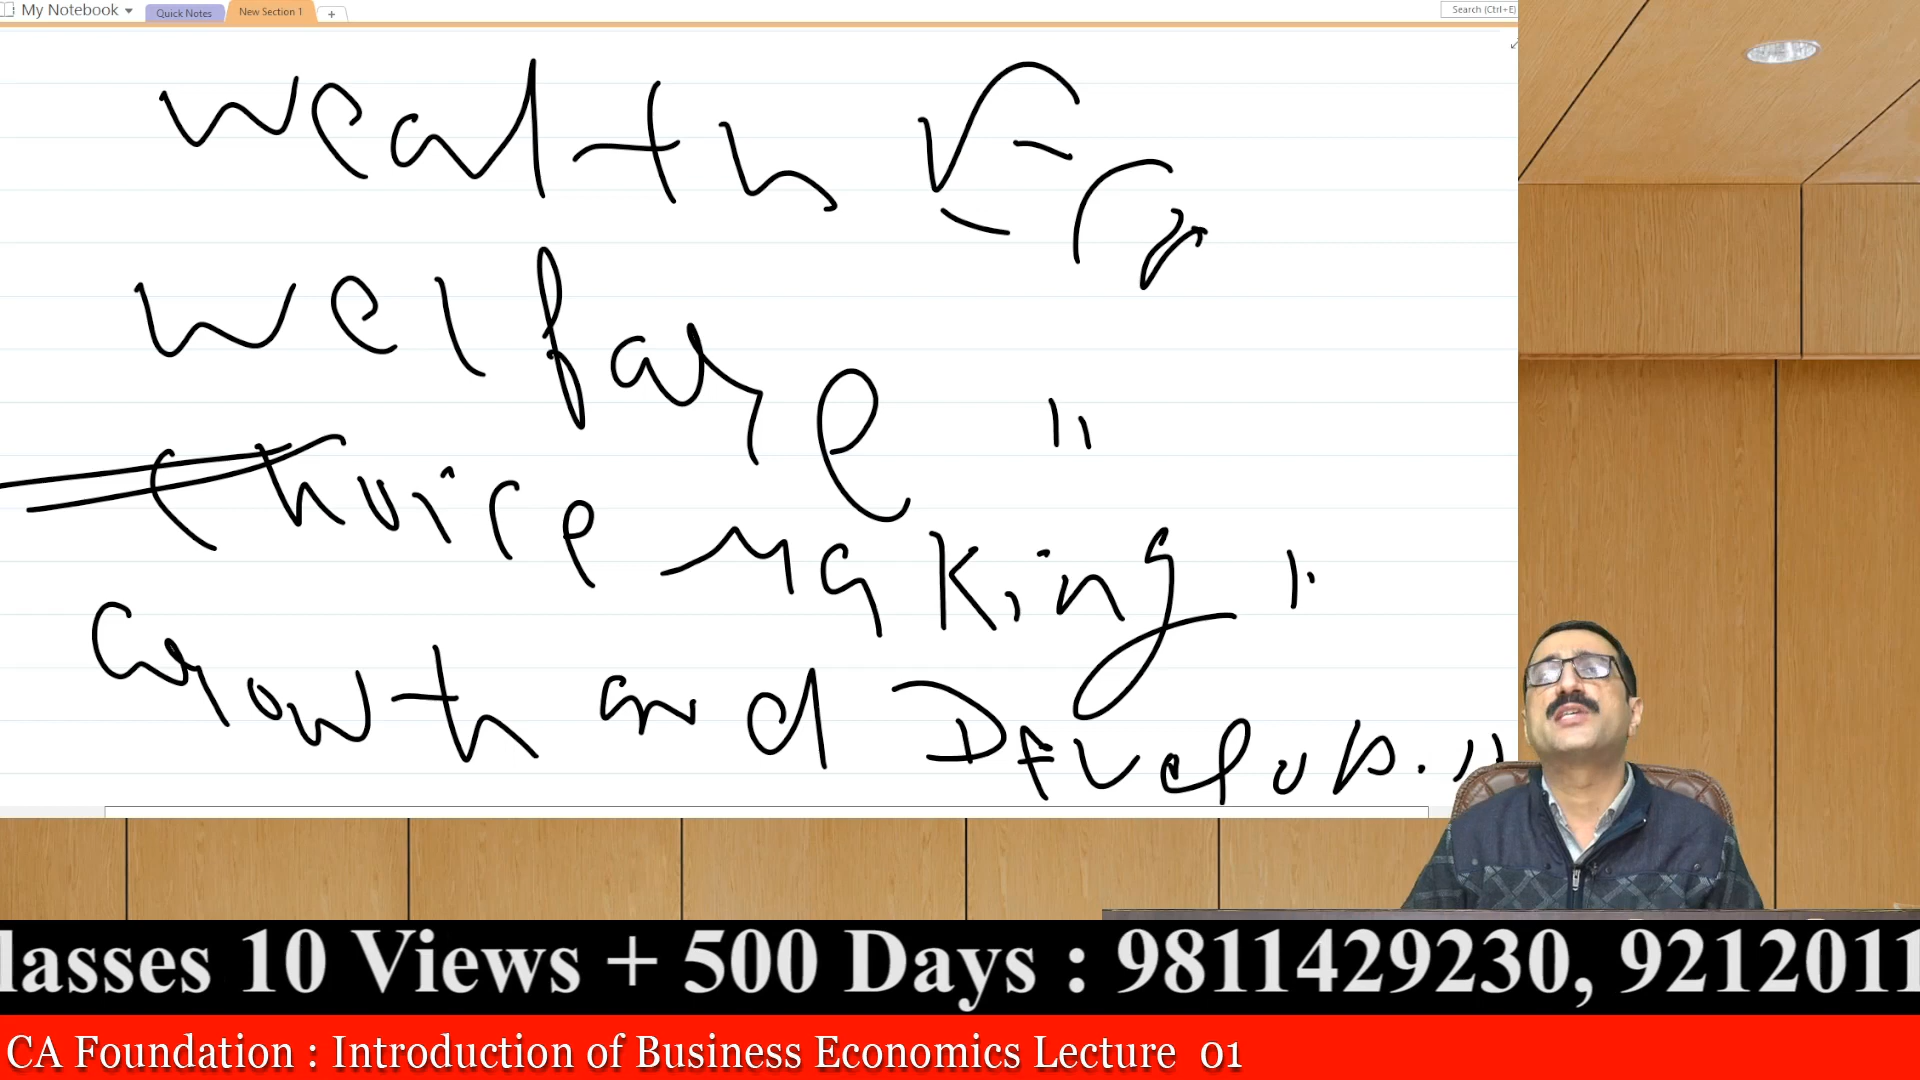 My Notebook
Quick Notes
New Section 1
+
Search (Ctrl+E)
Wealth Era
Welfare "
Choice Making "
Growth and Develop. "
lasses 10 Views + 500 Days : 9811429230, 9212011
CA Foundation : Introduction of Business Economics Lecture 01